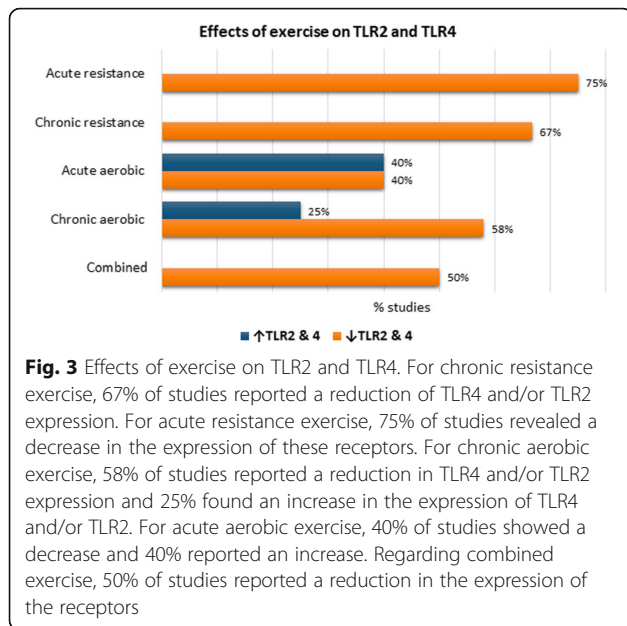 Effects of exercise on TLR2 and TLR4
Acute resistance
75%
Chronic resistance
67%
Acute aerobic
40%
40%
Chronic aerobic
25%
58%
Combined
50%
% studies
↑TLR2 & 4 ↓TLR2 & 4
Fig. 3 Effects of exercise on TLR2 and TLR4. For chronic resistance
exercise, 67% of studies reported a reduction of TLR4 and/or TLR2
expression. For acute resistance exercise, 75% of studies revealed a
decrease in the expression of these receptors. For chronic aerobic
exercise, 58% of studies reported a reduction in TLR4 and/or TLR2
expression and 25% found an increase in the expression of TLR4
and/or TLR2. For acute aerobic exercise, 40% of studies showed a
decrease and 40% reported an increase. Regarding combined
exercise, 50% of studies reported a reduction in the expression of
the receptors